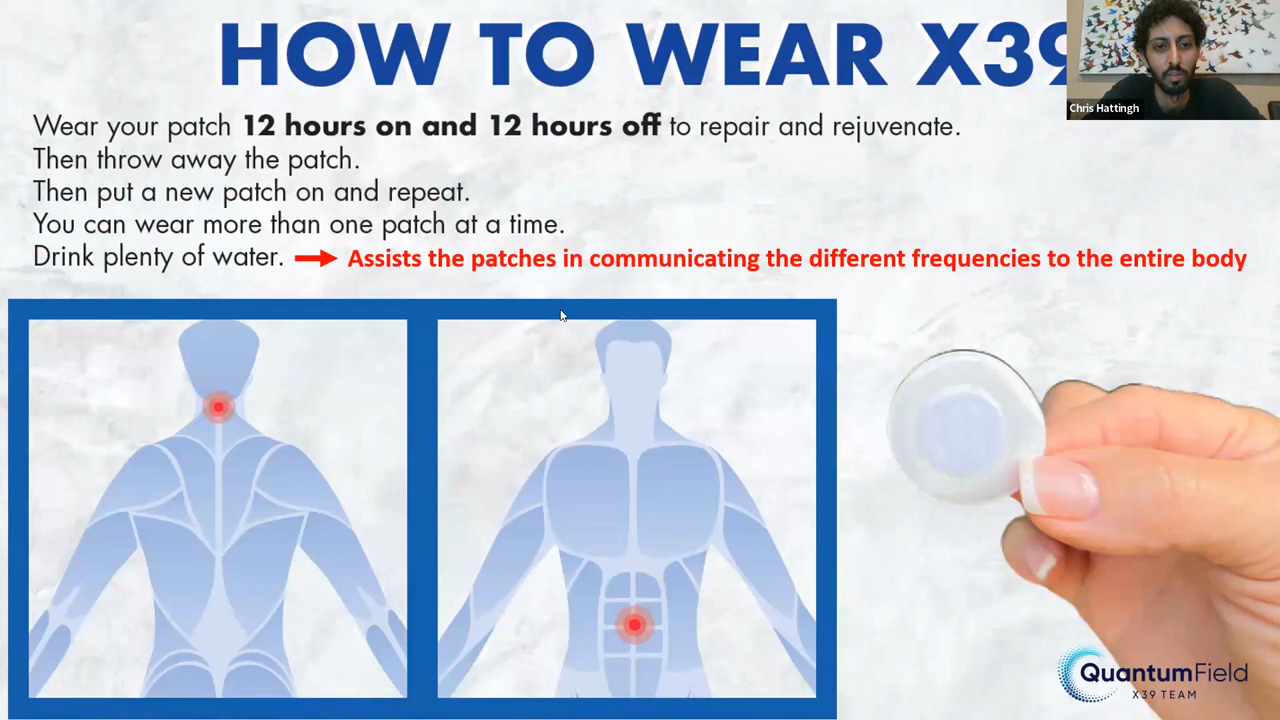 HOW TO WEAR X39
Chris Hattingh
Wear your patch 12 hours on and 12 hours off to repair and rejuvenate.
Then throw away the patch.
Then put a new patch on and repeat.
You can wear more than one patch at a time.
Drink plenty of water. Assists the patches in communicating the different frequencies to the entire body
QuantumField
X39 TEAM